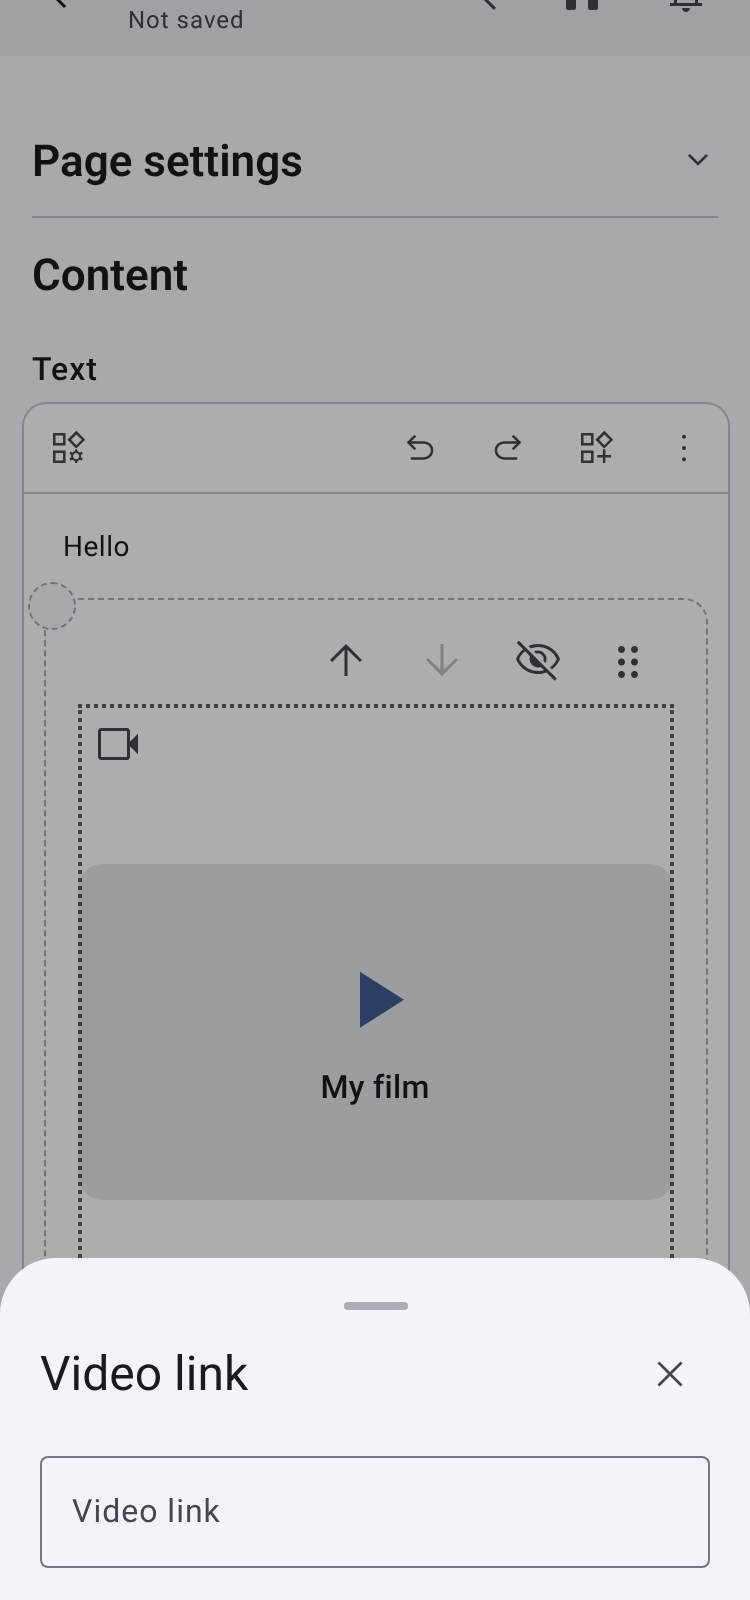 Not saved
Page settings
Content
Text
Hello
My film
Video link
Video link